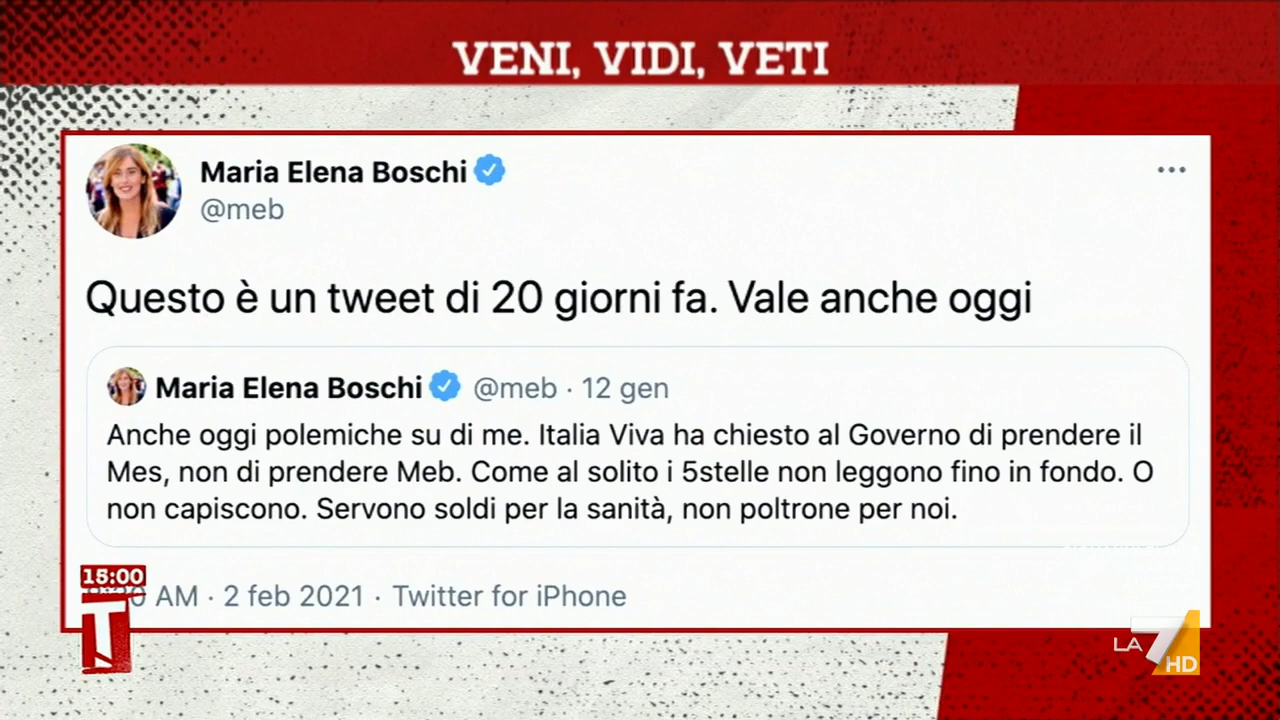 VENI, VIDI, VETI
Maria Elena Boschi
@meb
Questo è un tweet di 20 giorni fa. Vale anche oggi
Maria Elena Boschi @meb · 12 gen
Anche oggi polemiche su di me. Italia Viva ha chiesto al Governo di prendere il
Mes, non di prendere Meb. Come al solito i 5stelle non leggono fino in fondo. O
non capiscono. Servono soldi per la sanità, non poltrone per noi.
15:00
AM · 2 feb 2021 · Twitter for iPhone
T
LA 7 HD